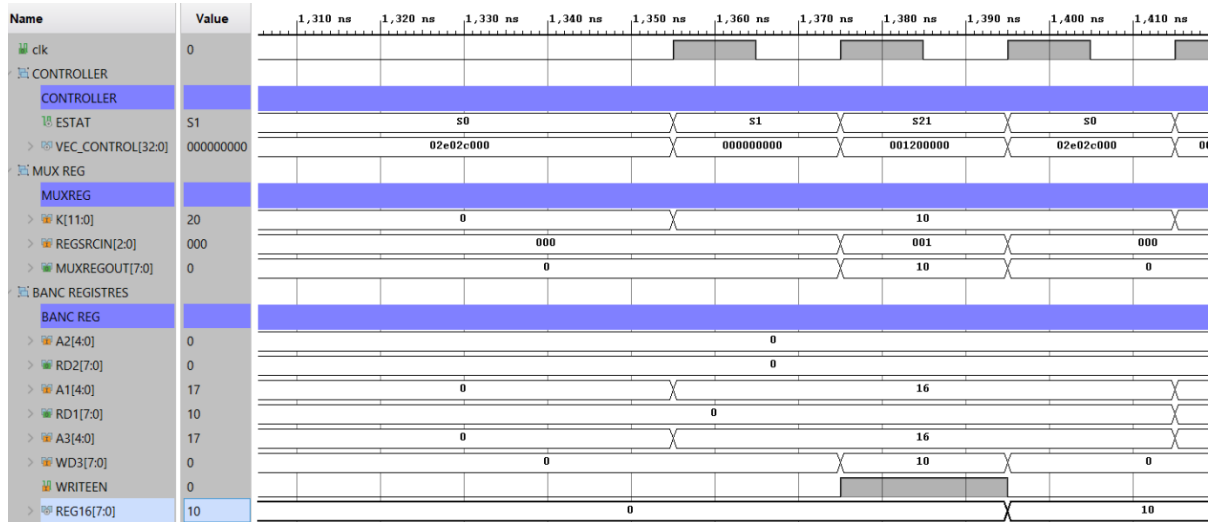 Name Value 1,310 ns 1,320 ns 1,330 ns 1,340 ns 1,350 ns 1,360 ns 1,370 ns 1,380 ns 1,390 ns 1,400 ns 1,410 ns
clk 0
CONTROLLER
CONTROLLER
ESTAT S1 S0 S1 S21 S0
VEC_CONTROL[32:0] 000000000 02e02c000 000000000 001200000 02e02c000 00
MUX REG
MUXREG
K[11:0] 20 0 10
REGSRCIN[2:0] 000 000 001 000
MUXREGOUT[7:0] 0 0 10 0
BANC REGISTRES
BANC REG
A2[4:0] 0 0
RD2[7:0] 0 0
A1[4:0] 17 0 16
RD1[7:0] 10 0
A3[4:0] 17 0 16
WD3[7:0] 0 0 10 0
WRITEEN 0
REG16[7:0] 10 0 10